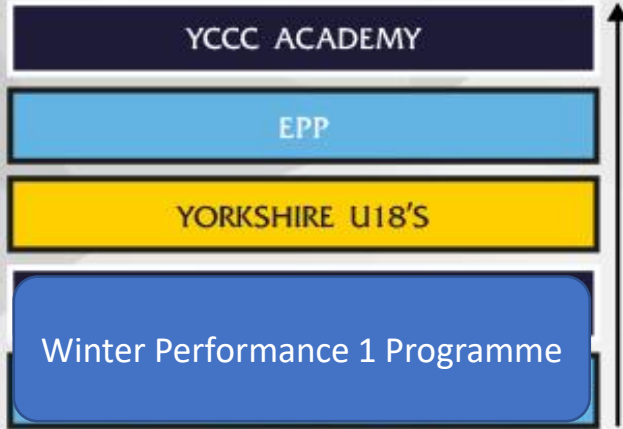 YCCC ACADEMY
EPP
YORKSHIRE U18'S
Winter Performance 1 Programme